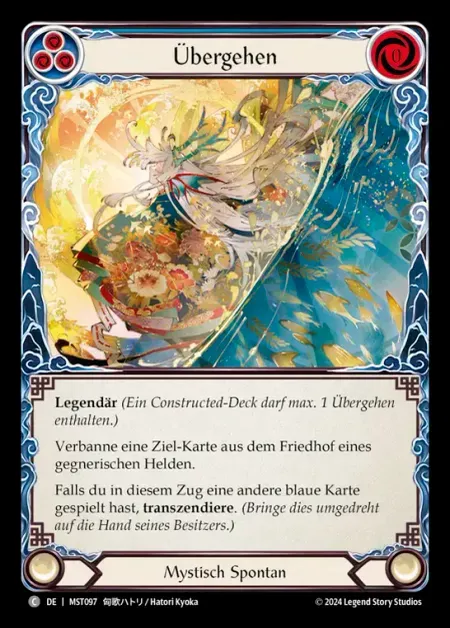 Übergehen
0
Legendär (Ein Constructed-Deck darf max. 1 Übergehen
enthalten.)
Verbanne eine Ziel-Karte aus dem Friedhof eines
gegnerischen Helden.
Falls du in diesem Zug eine andere blaue Karte
gespielt hast, transzendiere. (Bringe dies umgedreht
auf die Hand seines Besitzers.)
Mystisch Spontan
C DE | MST097 匈歌ハトリ / Hatori Kyoka
© 2024 Legend Story Studios